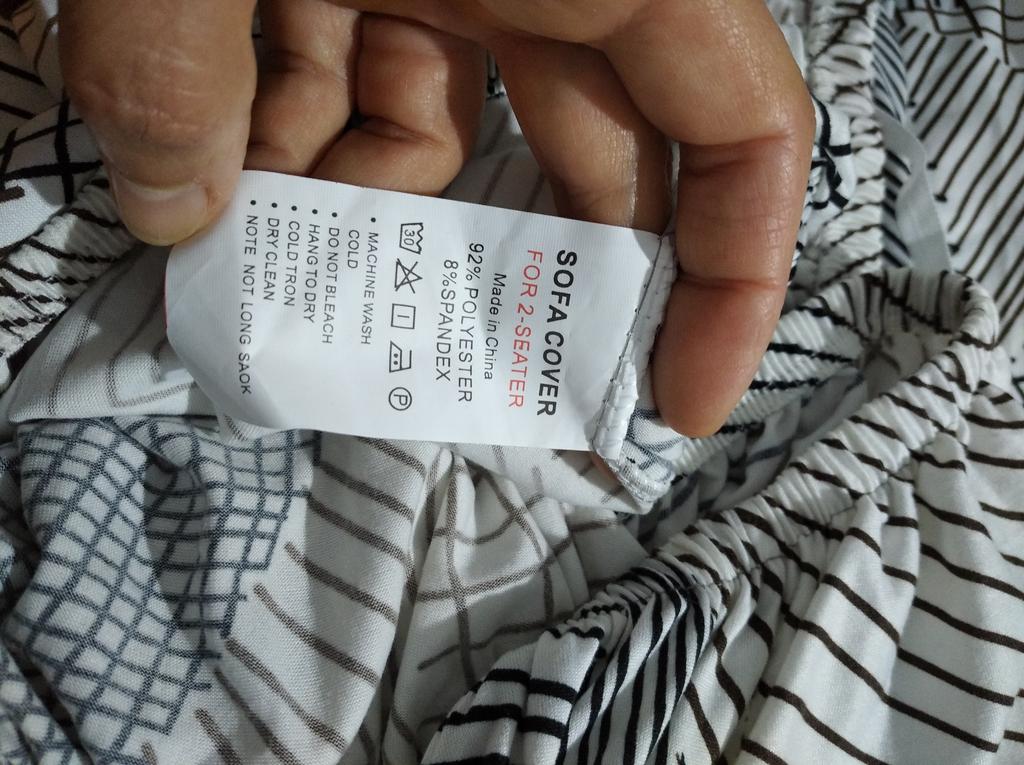 SOFA COVER
FOR 2-SEATER
Made in China
92% POLYESTER
8%SPANDEX
30 P
• MACHINE WASH
COLD
• DO NOT BLEACH
• HANG TO DRY
• COLD TRON
• DRY CLEAN
• NOTE NOT LONG SAOK